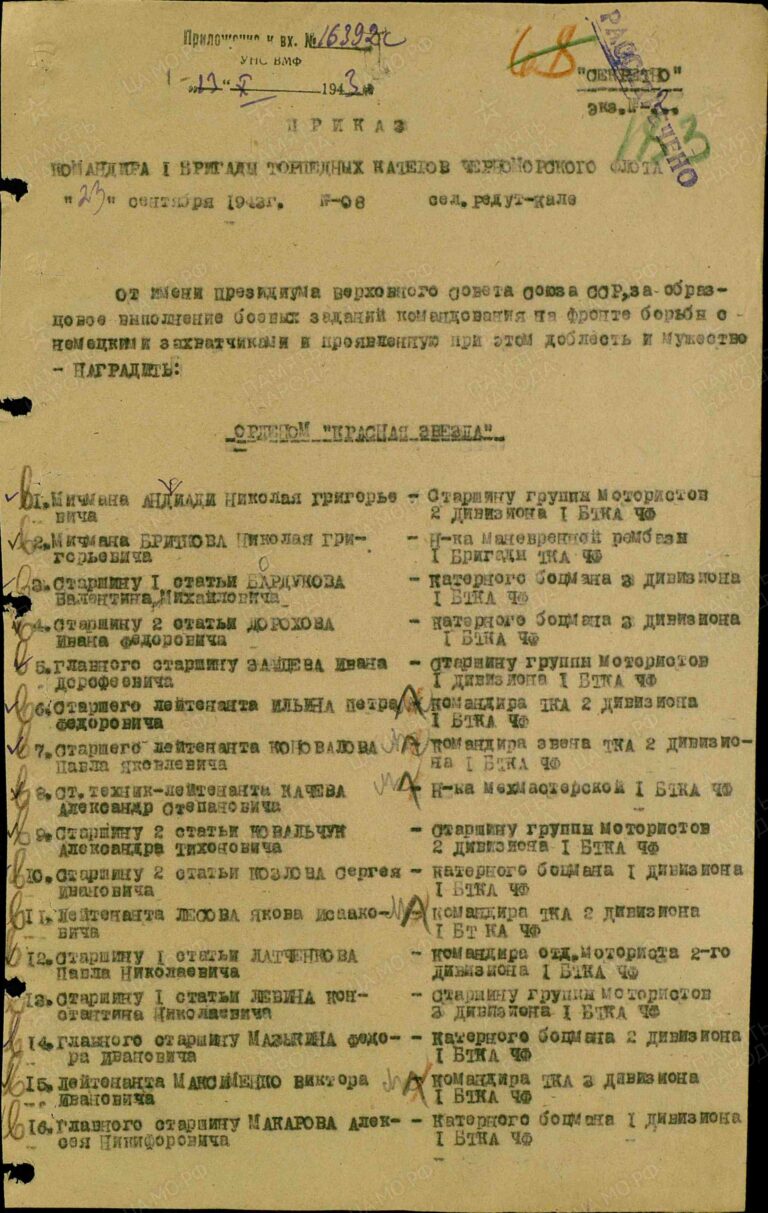 Приложение к вх. № 16392с
УНС ВМФ
"13" X 1943
68
"СЕКРЕТНО"
РАССЕКРЕЧЕНО
экз.№ 2
183
ПРИКАЗ
КОМАНДИРА I БРИГАДЫ ТОРПЕДНЫХ КАТЕРОВ ЧЕРНОМОРСКОГО ФЛОТА
"23" сентября 1943г. №-08 сел. Редут-Кале
От имени президиума Верховного Совета Союза ССР, за образ-
цовое выполнение боевых заданий командования на фронте борьбы с
немецкими захватчиками и проявленную при этом доблесть и мужество
- НАГРАДИТЬ:
ОРДЕНОМ "КРАСНАЯ ЗВЕЗДА"
1. Мичмана АНДИАДИ Николая Григорье - Старшину группы Мотористов
вича 2 дивизиона I БТКА ЧФ
2. Мичмана БРИТКОВА Николая Гри- - Н-ка Маневренной рембазы
горьевича I Бригады ТКА ЧФ
3. Старшину I статьи БАРДУКОВА - Катерного боцмана 3 дивизиона
О
Валентина Михайловича I БТКА ЧФ
4. Старшину 2 статьи ДОРОХОВА - Катерного боцмана 3 дивизиона
Ивана Федоровича I БТКА ЧФ
5. Главного старшину ЗАЙЦЕВА Ивана - Старшину группы Мотористов
Дорофеевича I дивизиона I БТКА ЧФ
6. Старшего лейтенанта ИЛЬИНА Петра - Командира ТКА 2 дивизиона
Федоровича I БТКА ЧФ
7. Старшего лейтенанта КОНОВАЛОВА - Командира звена ТКА 2 дивизио-
Павла Яковлевича на I БТКА ЧФ
8. Ст. техник-лейтенанта КАЧЕВА - Н-ка Мехмастерской I БТКА ЧФ
Александр Степановича
9. Старшину 2 статьи КОВАЛЬЧУК - Старшину группы мотористов
Александра Тихоновича 2 дивизиона I БТКА ЧФ
10. Старшину 2 статьи КОЗЛОВА Сергея - Катерного боцмана I дивизиона
Ивановича I БТКА ЧФ
11. Лейтенанта ЛЕСОВА Якова Исаако- - Командира ТКА 2 дивизиона
вича I БТ КА ЧФ
12. Старшину I статьи ЛАТЧЕНКОВА - Командира отд.Моториста 2-го
Павла Николаевича дивизиона I БТКА ЧФ
13. Старшину I статьи ЛЕВИНА Кон- - Старшину группы Мотористов
стантина Николаевича 3 дивизиона I БТКА ЧФ
14. Главного старшину МАЗЫКИНА Федо- - Катерного боцмана 2 дивизиона
ра Ивановича I БТКА ЧФ
15. Лейтенанта МАКСИМЕНКО Виктора - Командира ТКА 3 дивизиона
Ивановича I БТКА ЧФ
16. Главного старшину МАКАРОВА Алек- - Катерного боцмана I дивизиона
сея Никифоровича I БТКА ЧФ